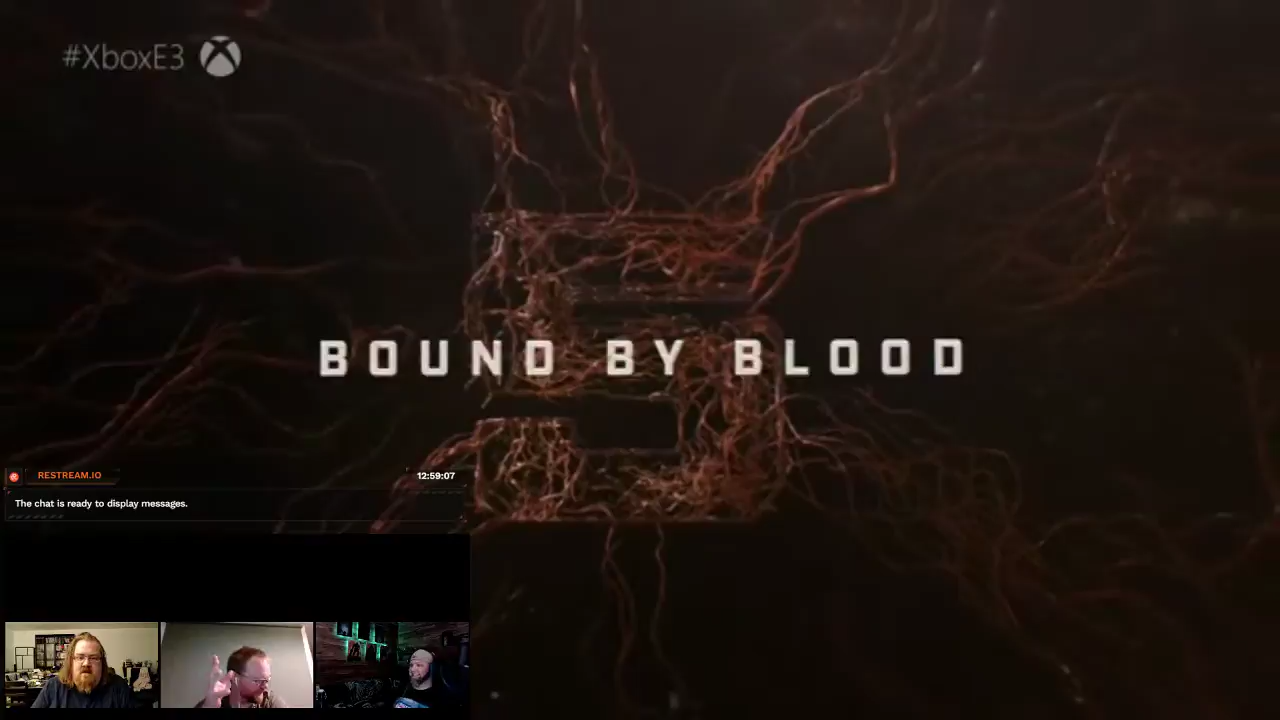 #XboxE3
BOUND BY BLOOD
RESTREAM.IO
12:59:07
The chat is ready to display messages.